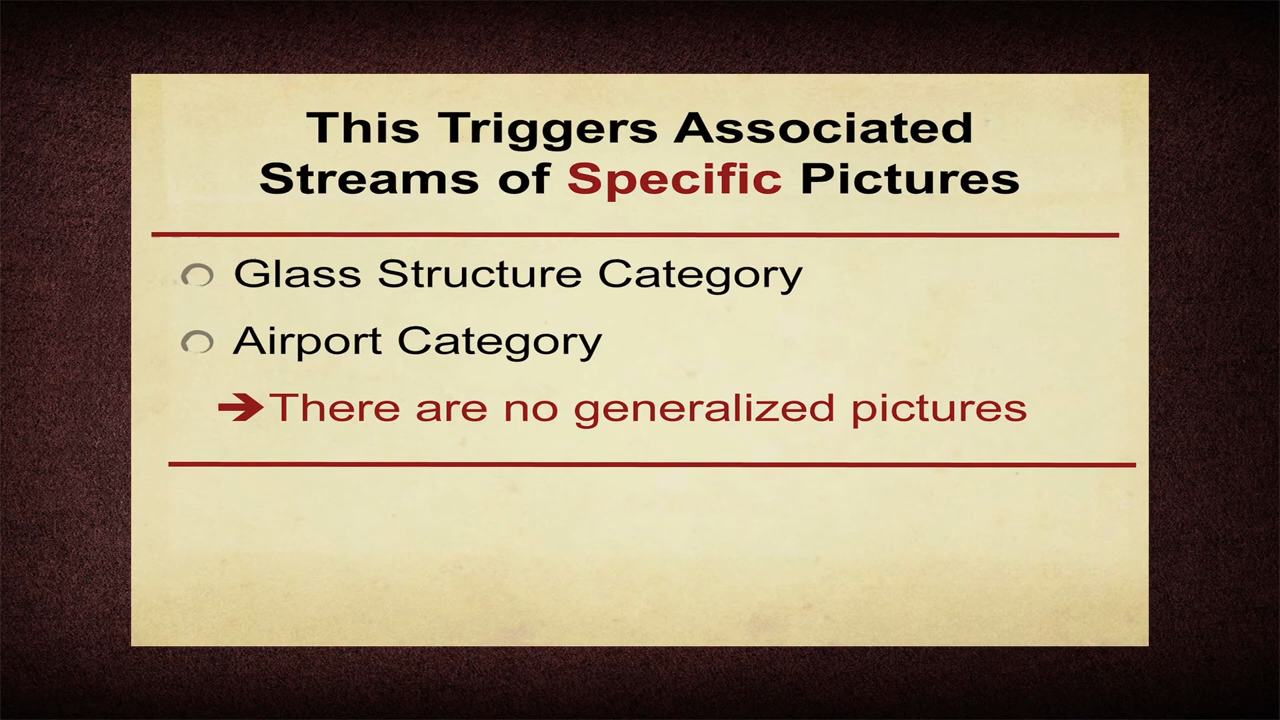 This Triggers Associated
Streams of Specific Pictures
Glass Structure Category
Airport Category
➔There are no generalized pictures